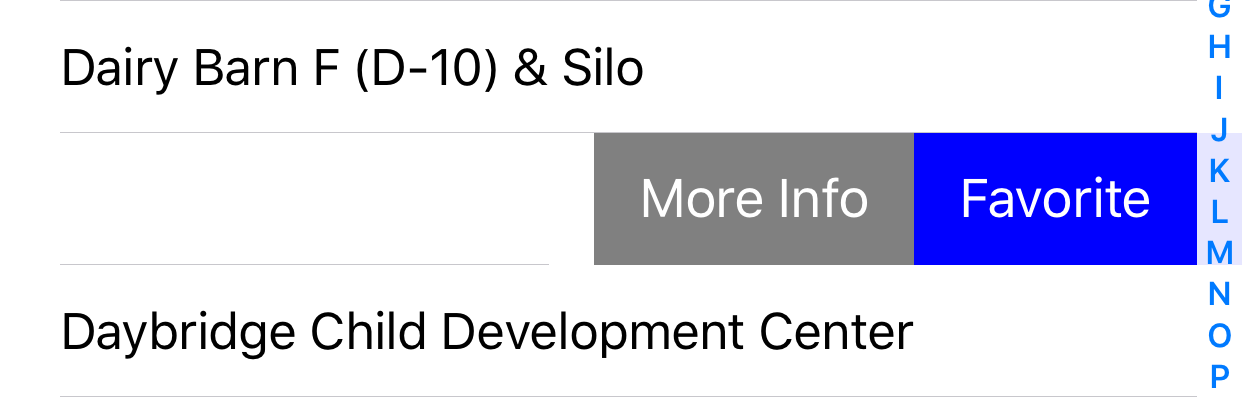 Dairy Barn F (D-10) & Silo
More Info Favorite
Daybridge Child Development Center
G
H
I
J
K
L
M
N
O
P